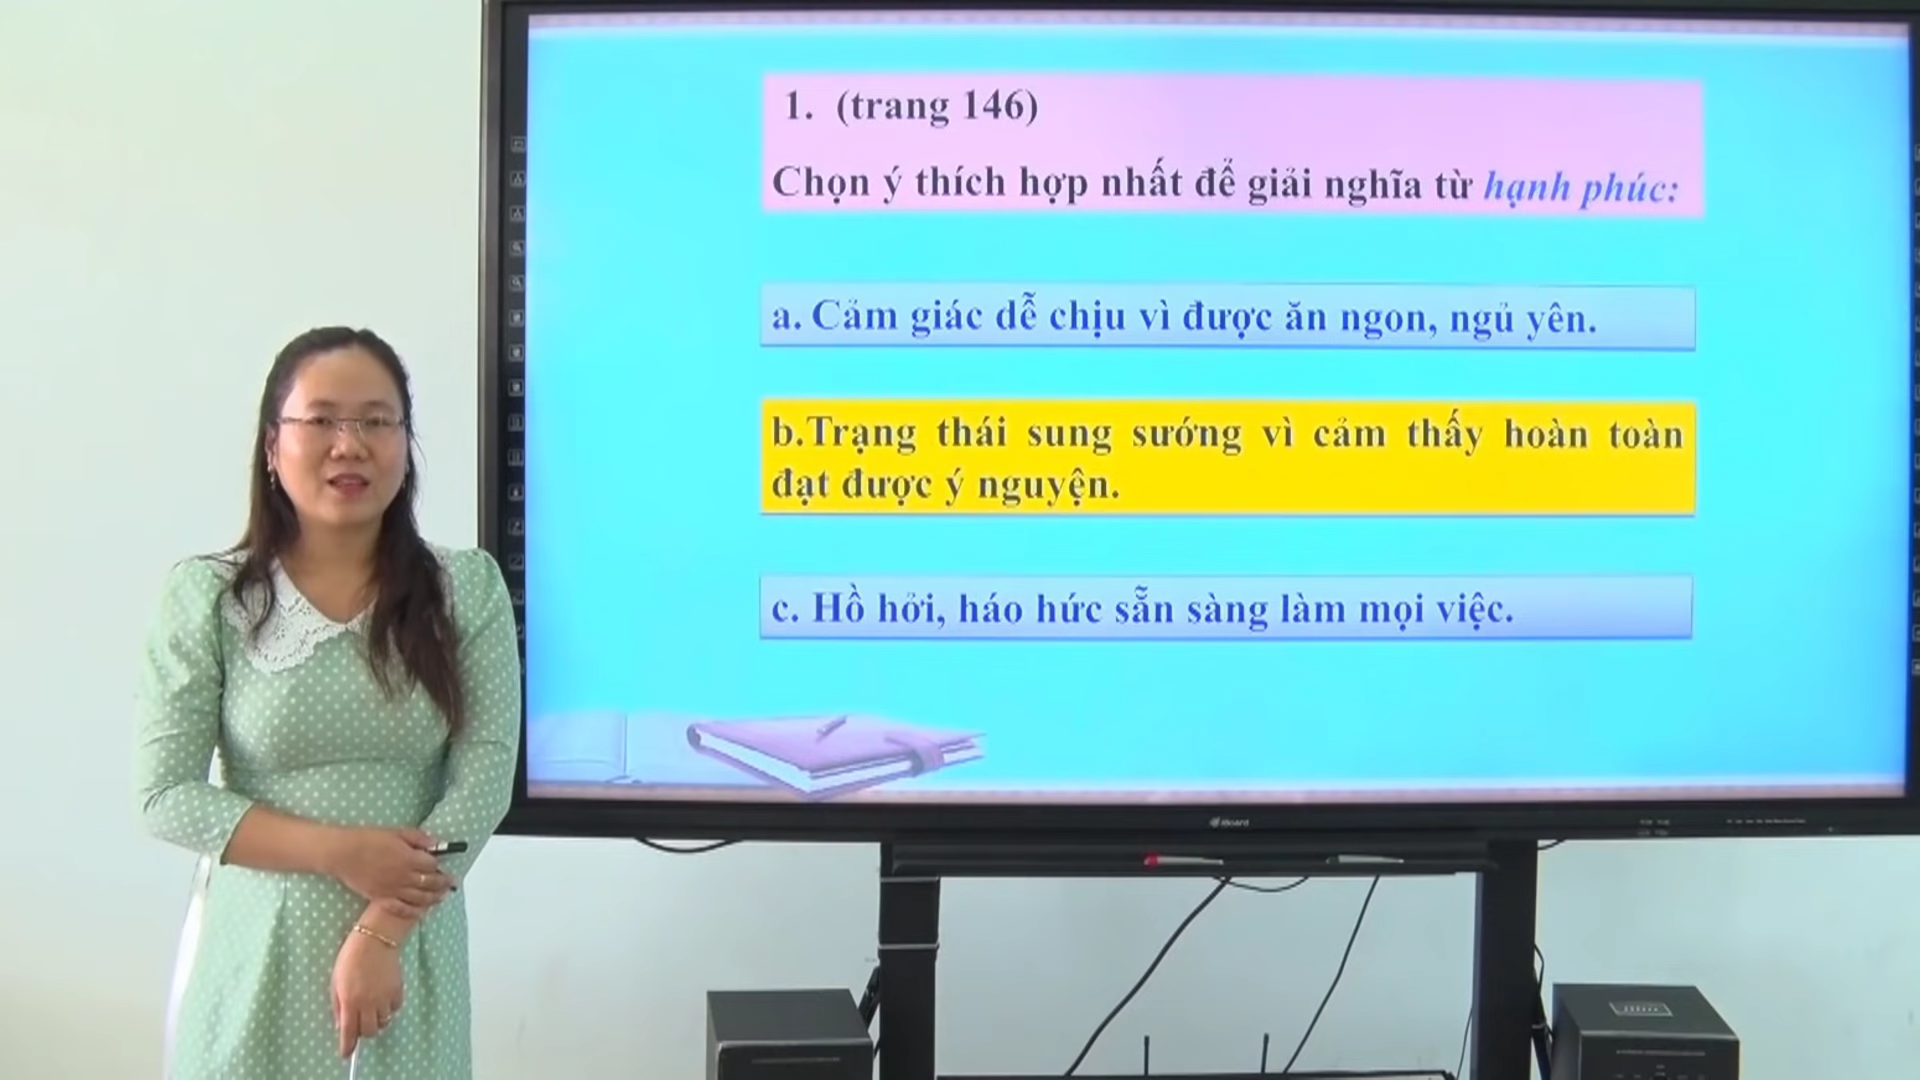 1. (trang 146)
Chọn ý thích hợp nhất để giải nghĩa từ hạnh phúc:
a. Cảm giác dễ chịu vì được ăn ngon, ngủ yên.
b.Trạng thái sung sướng vì cảm thấy hoàn toàn
đạt được ý nguyện.
c. Hồ hởi, háo hức sẵn sàng làm mọi việc.